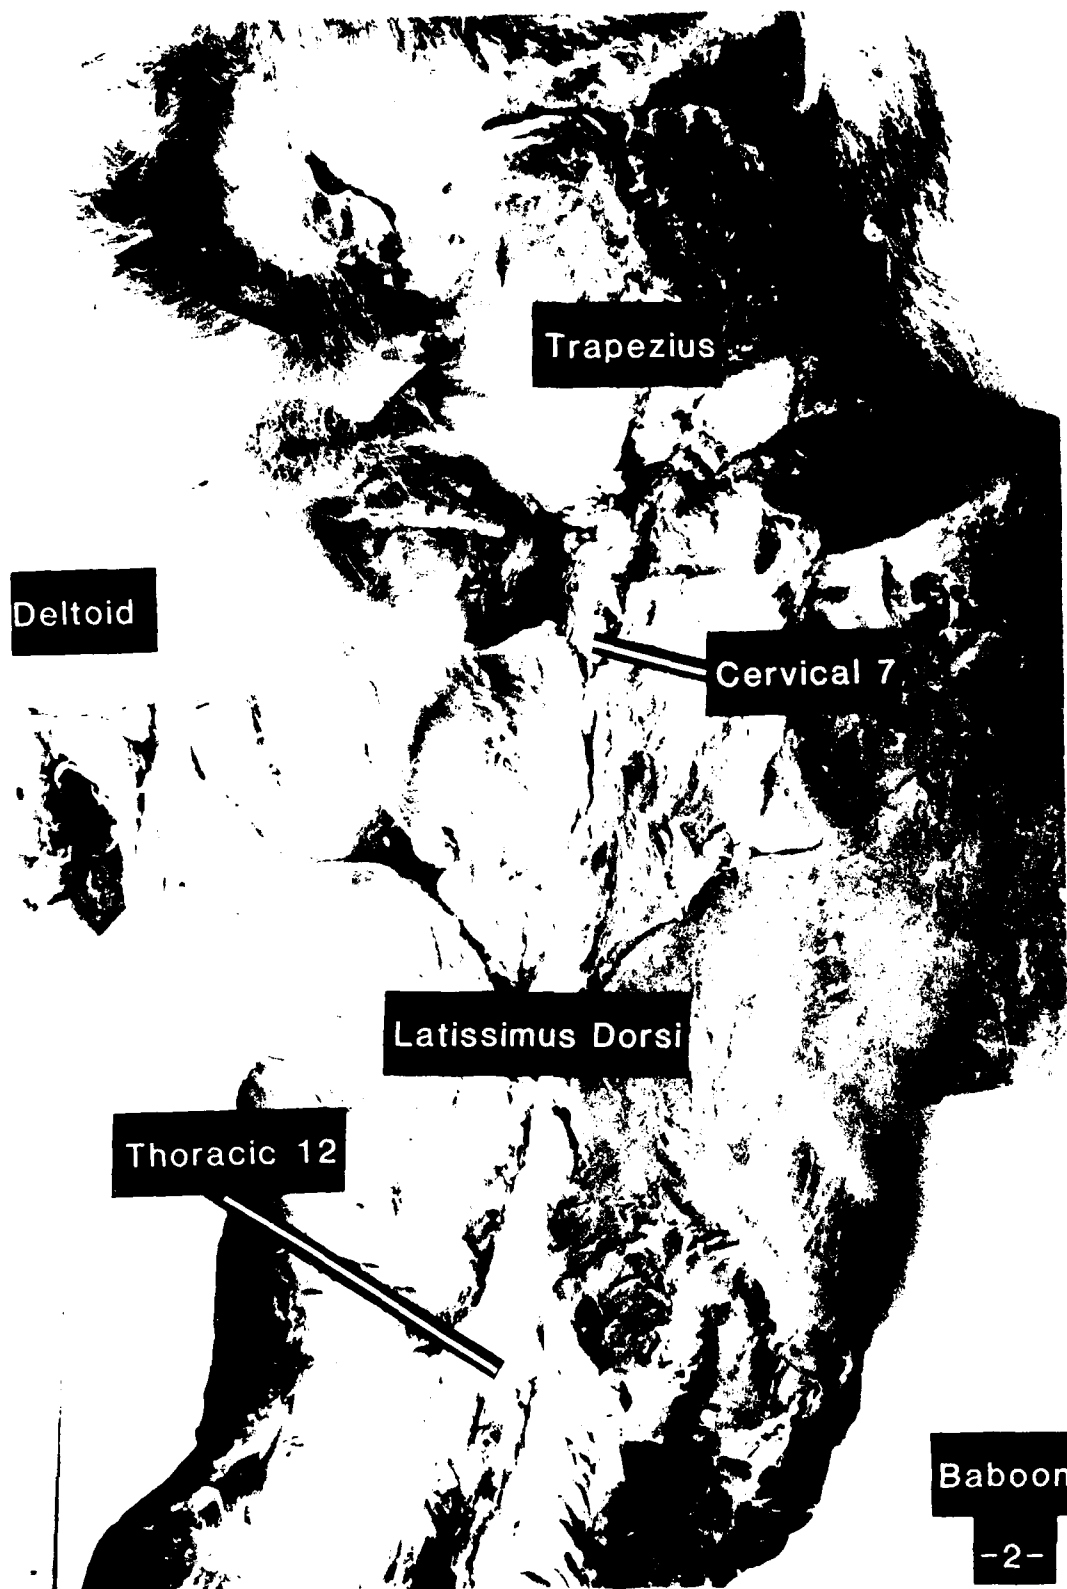 Trapezius
Deltoid
Cervical 7
Latissimus Dorsi
Thoracic 12
Baboon
-2-